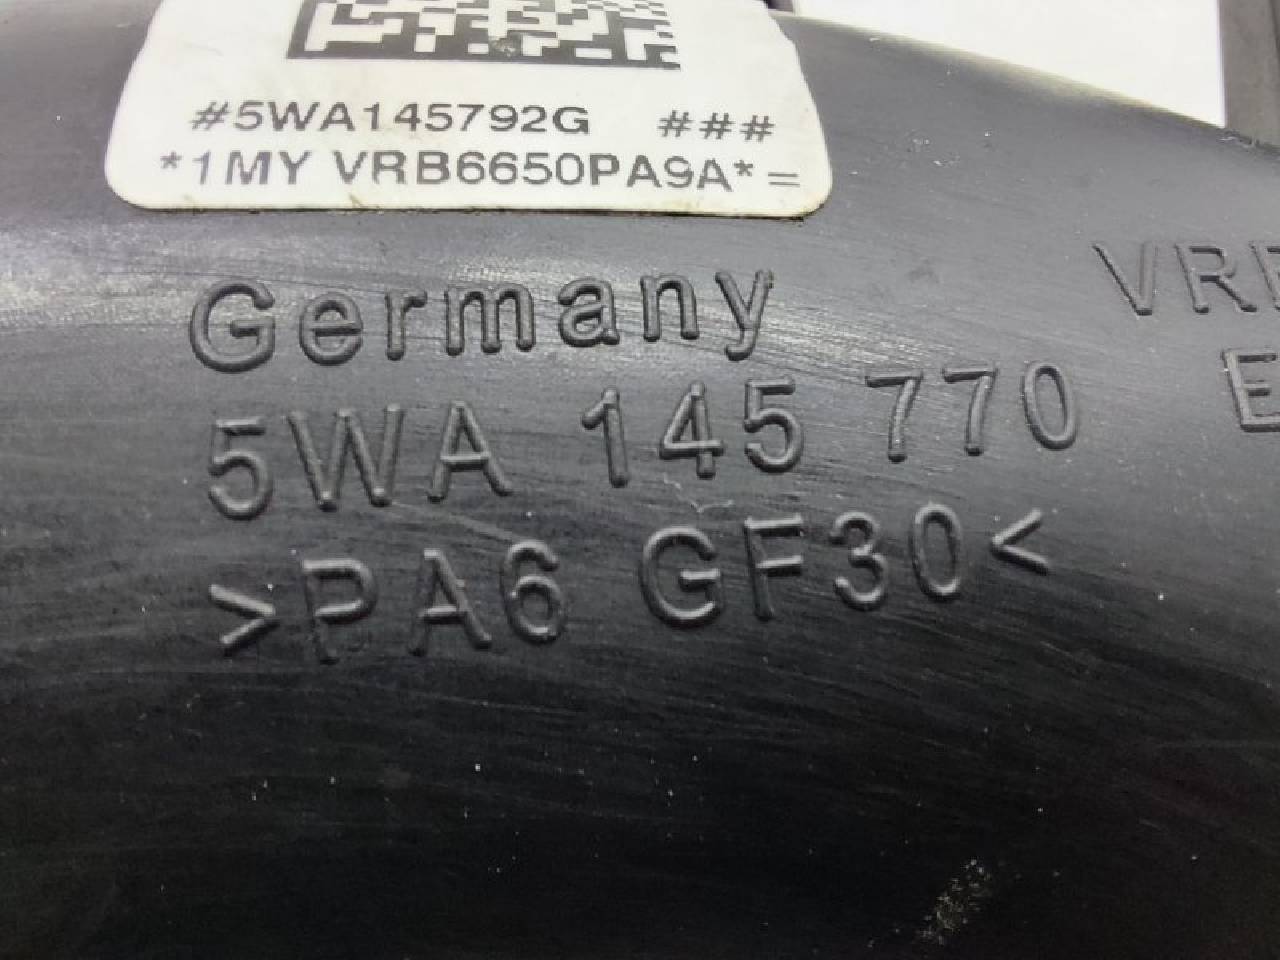 #5WA145792G ###
*1MY VRB6650PA9A*=
Germany
5WA 145 770
>PA6 GF30<